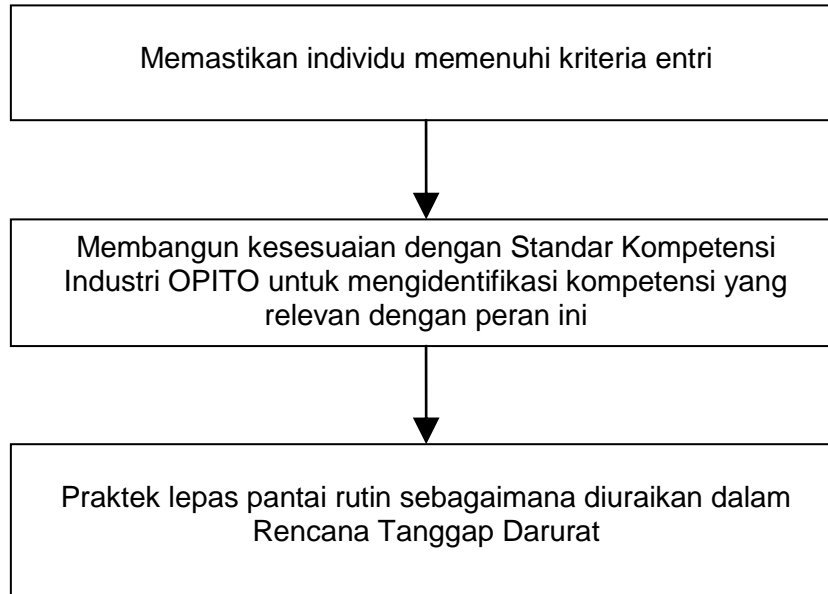 Memastikan individu memenuhi kriteria entri
Membangun kesesuaian dengan Standar Kompetensi
Industri OPITO untuk mengidentifikasi kompetensi yang
relevan dengan peran ini
Praktek lepas pantai rutin sebagaimana diuraikan dalam
Rencana Tanggap Darurat